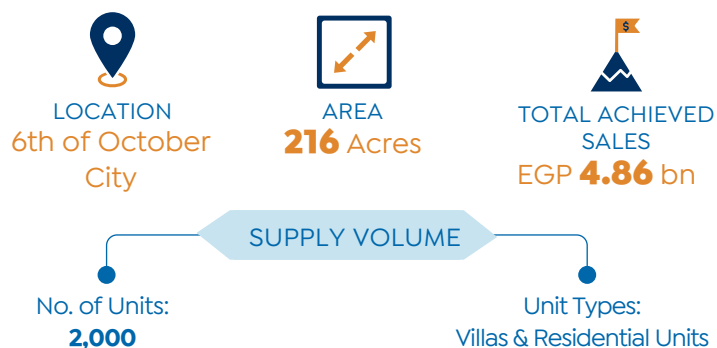 LOCATION
6th of October
City
AREA
216 Acres
$
TOTAL ACHIEVED
SALES
EGP 4.86 bn
SUPPLY VOLUME
No. of Units:
2,000
Unit Types:
Villas & Residential Units